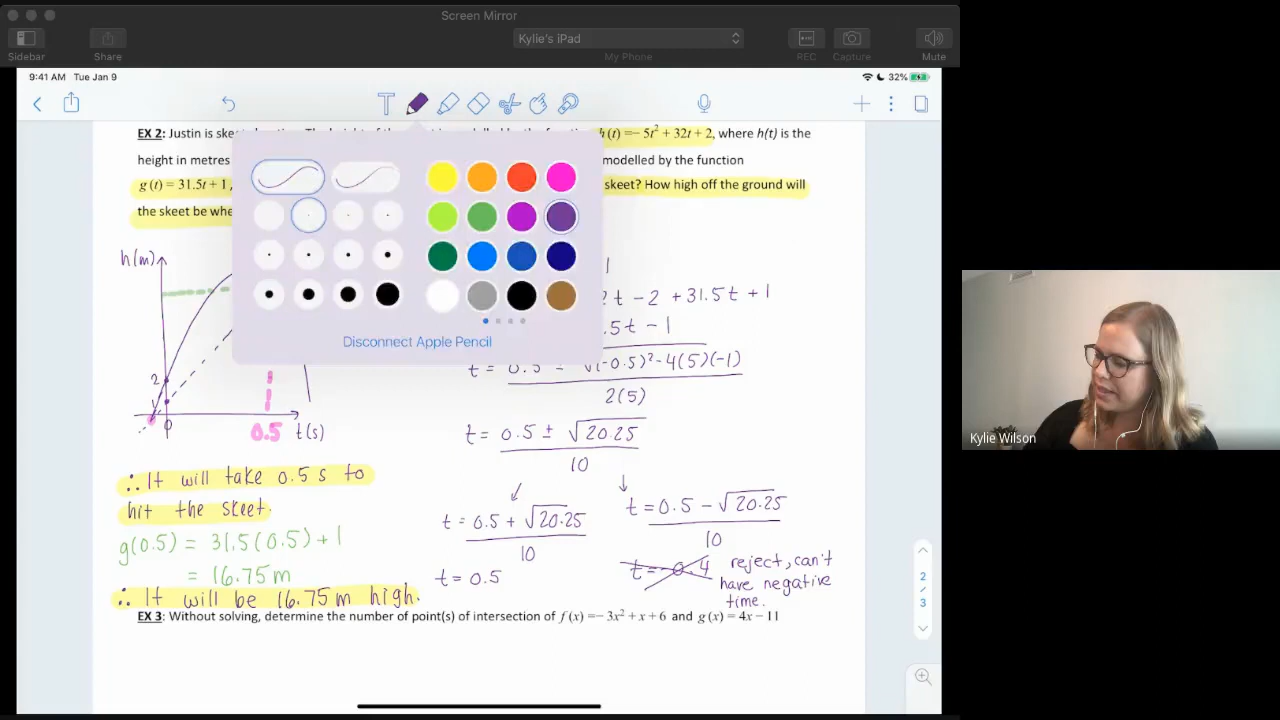 Screen Mirror
Sidebar
Share
Kylie's iPad
My Phone
REC
Capture
Mute
9:41 AM Tue Jan 9
32%
T
EX 2: Justin is skeet h(t) =−5t² + 32t + 2, where h(t) is the
height in metres modelled by the function
g(t) = 31.5t + 1, skeet? How high off the ground will
the skeet be whe
h(m)
2
1
0
0.5 t(s)
t − 2 + 31.5t + 1
.5t − 1
t = 0.5 − √(−0.5)² − 4(5)(−1)
2(5)
t = 0.5 ± √20.25
10
t = 0.5 + √20.25
10
t = 0.5
t = 0.5 − √20.25
10
t = −0.4 reject, can't
have negative
time.
Disconnect Apple Pencil
∴ It will take 0.5 s to
hit the skeet.
g(0.5) = 31.5(0.5) + 1
= 16.75 m
∴ It will be 16.75 m high.
EX 3: Without solving, determine the number of point(s) of intersection of f(x) =−3x² + x + 6 and g(x) = 4x − 11
2
/
3
Kylie Wilson